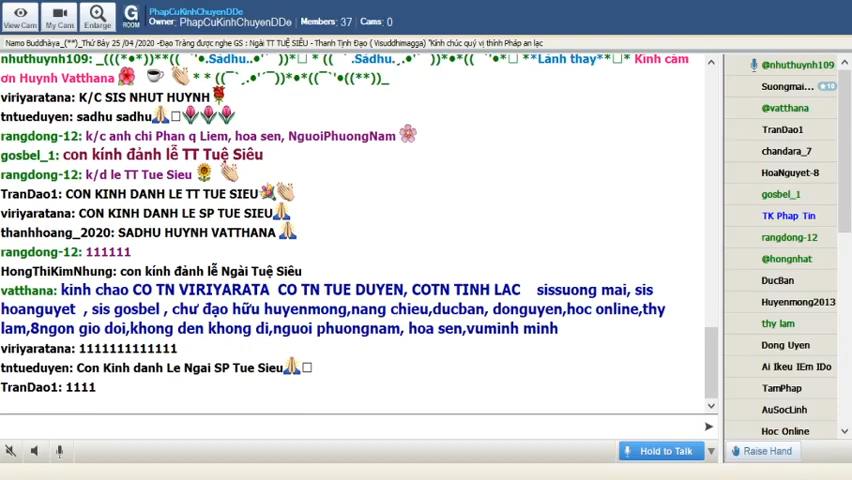 View Cam
My Cam
Enlarge
G
ROOM
PhapCuKinhChuyenDDe
Owner: PhapCuKinhChuyenDDe / Members: 37 Cams: 0
Namo Buddhàya_(**)_Thứ Bảy 25 /04 /2020 -Đạo Tràng được nghe GS : Ngài TT TUỆ SIÊU - Thanh Tịnh Đạo ( Visuddhimagga) "Kính chúc quý vị thính Pháp an lạc
nhuthuynh109: _(((•●**((¨` .Sādhu..•´¨))*□ * ((¨` .Sādhu.¸.•´¨))*□ * ((¨`•□ **Lành thay**□* Kính cảm
ơn Huynh Vatthana * * ((¯`¸.•´¯))*●*((¯`•((**))_
viriyaratana: K/C SIS NHUT HUYNH
tntueduyen: sadhu sadhu □
rangdong-12: k/c anh chi Phan q Liem, hoa sen, NguoiPhuongNam
gosbel_1: con kính đảnh lễ TT Tuệ Siêu
rangdong-12: k/d le TT Tue Sieu
TranDao1: CON KINH DANH LE TT TUE SIEU
viriyaratana: CON KINH DANH LE SP TUE SIEU
thanhhoang_2020: SADHU HUYNH VATTHANA
rangdong-12: 111111
HongThiKimNhung: con kính đảnh lễ Ngài Tuệ Siêu
vatthana: kinh chao CO TN VIRIYARATA CO TN TUE DUYEN, COTN TINH LAC sissuong mai, sis
hoanguyet , sis gosbel , chư đạo hữu huyenmong,nang chieu,ducban, donguyen,hoc online,thy
lam,8ngon gio doi,khong den khong di,nguoi phuongnam, hoa sen,vuminh minh
viriyaratana: 1111111111111
tntueduyen: Con Kinh danh Le Ngai SP Tue Sieu □
TranDao1: 1111
Hold to Talk
@nhuthuynh109
Suongmai... 10
@vatthana
TranDao1
chandara_7
HoaNguyet-8
gosbel_1
TK Phap Tin
rangdong-12
@hongnhat
DucBan
Huyenmong2013
thy lam
Dong Uyen
Ai Ikeu IEm IDo
TamPhap
AuSocLinh
Hoc Online
Raise Hand